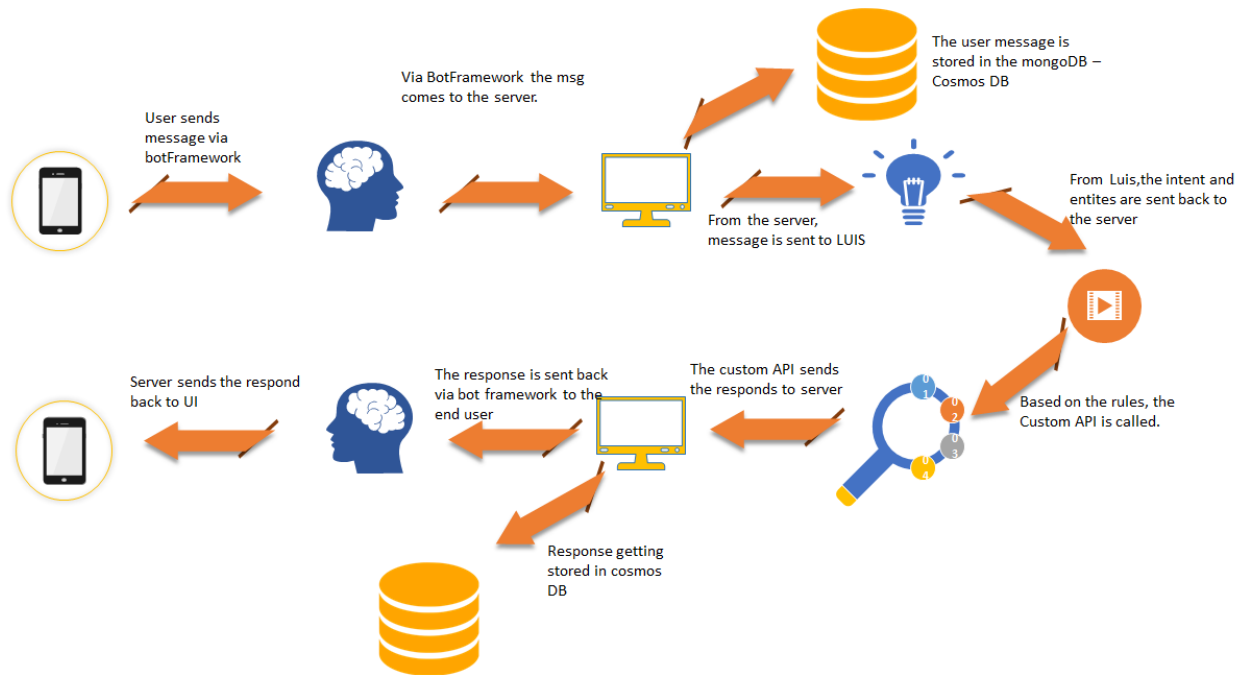 User sends
message via
botFramework
Via BotFramework the msg
comes to the server.
The user message is
stored in the mongoDB –
Cosmos DB
From the server,
message is sent to LUIS
From Luis,the intent and
entites are sent back to
the server
Based on the rules, the
Custom API is called.
01
02
03
04
The custom API sends
the responds to server
The response is sent back
via bot framework to the
end user
Server sends the respond
back to UI
Response getting
stored in cosmos
DB